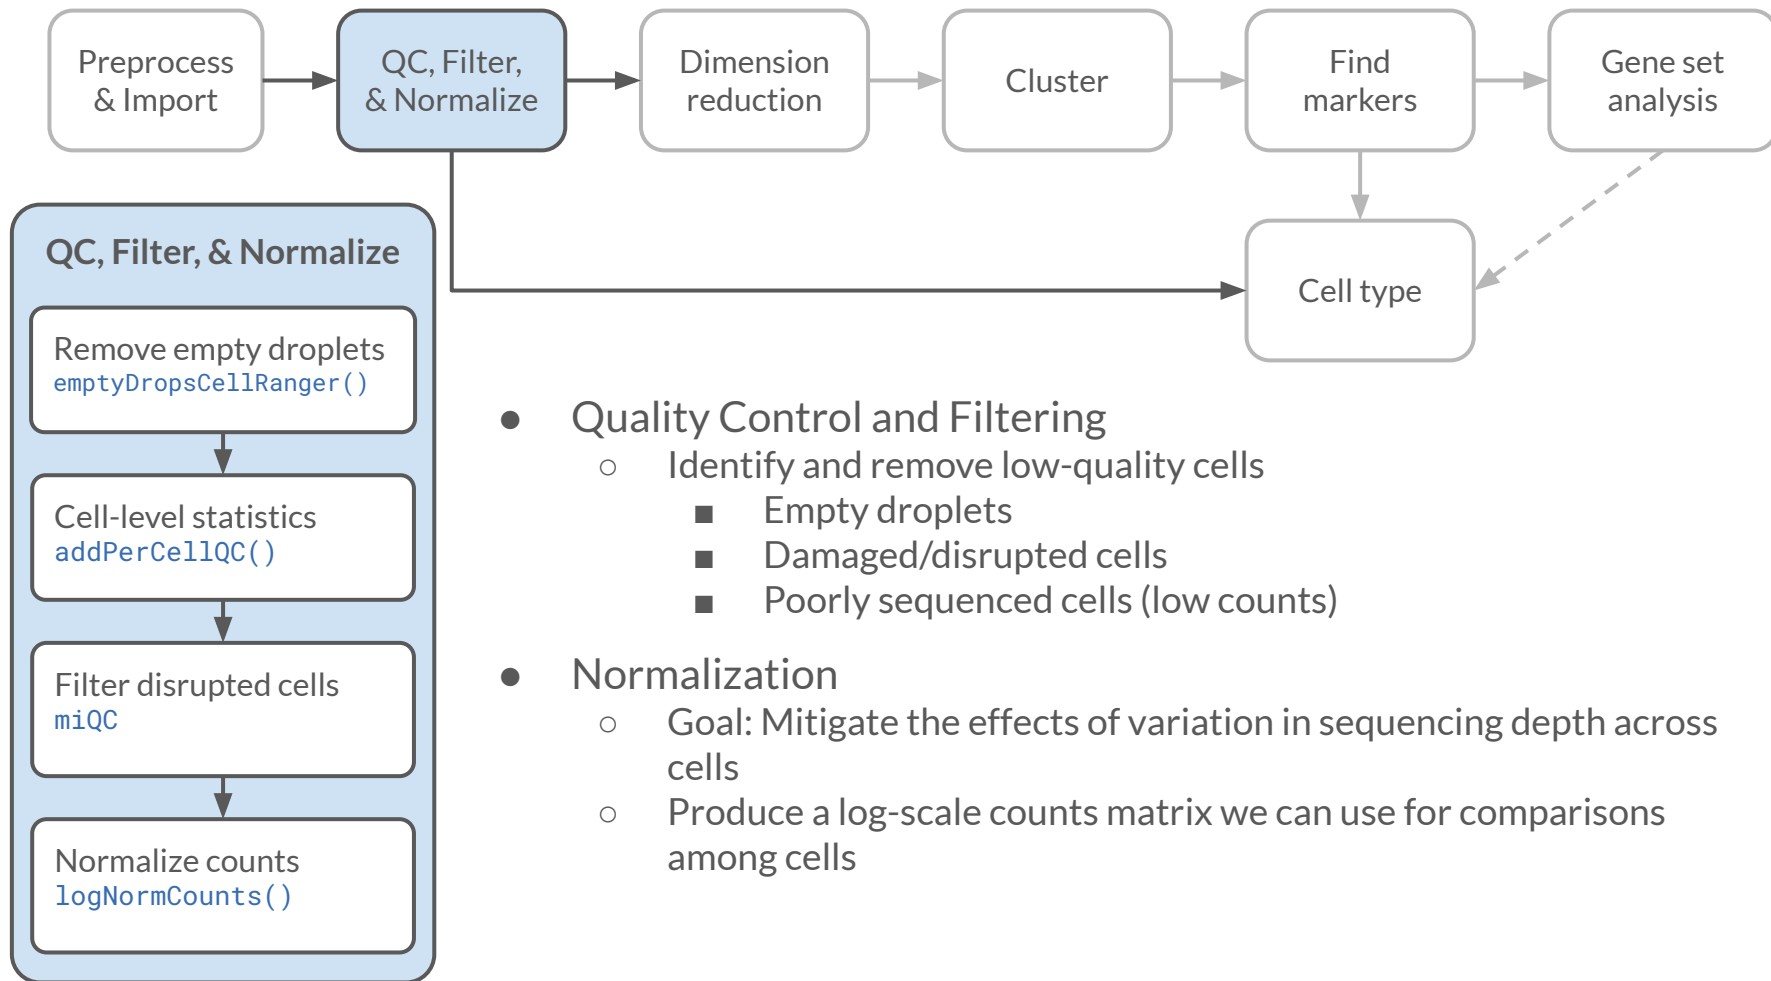 Preprocess
& Import
QC, Filter,
& Normalize
Dimension
reduction
Cluster
Find
markers
Gene set
analysis
Cell type
QC, Filter, & Normalize
Remove empty droplets
emptyDropsCellRanger()
Cell-level statistics
addPerCellQC()
Filter disrupted cells
miQC
Normalize counts
logNormCounts()
● Quality Control and Filtering
○ Identify and remove low-quality cells
■ Empty droplets
■ Damaged/disrupted cells
■ Poorly sequenced cells (low counts)
● Normalization
○ Goal: Mitigate the effects of variation in sequencing depth across
cells
○ Produce a log-scale counts matrix we can use for comparisons
among cells